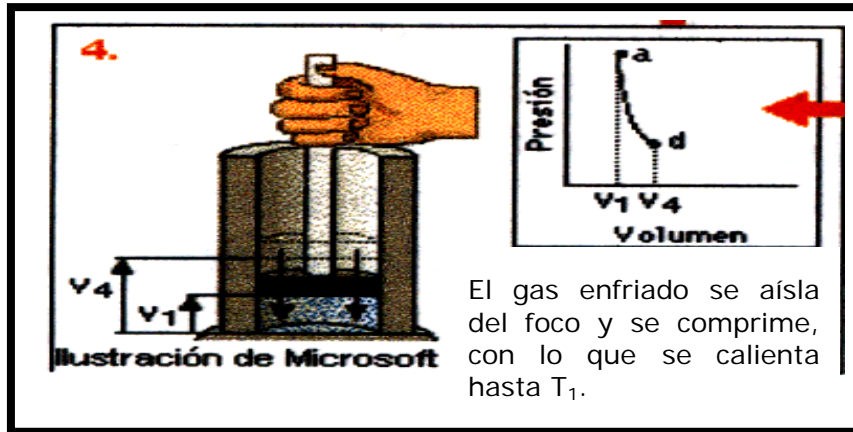 4.
a
d
Presión
V1 V4
Volumen
V4
V1
Ilustración de Microsoft
El gas enfriado se aísla
del foco y se comprime,
con lo que se calienta
hasta T₁.